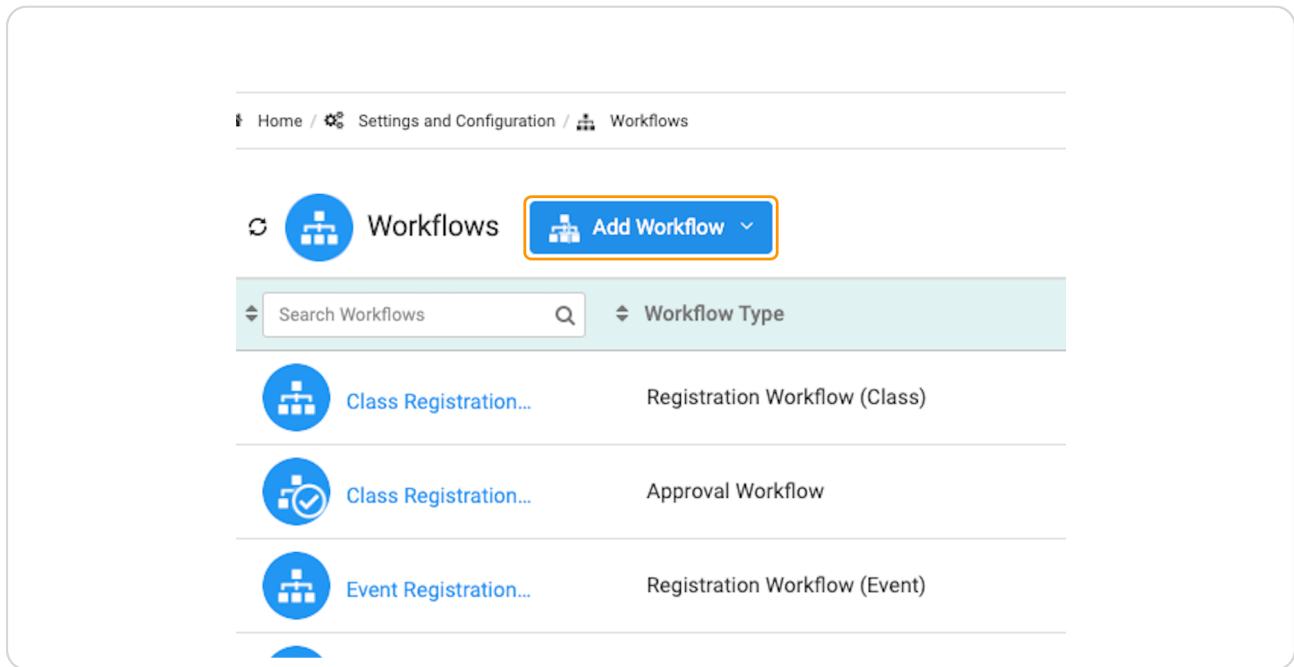 Home / Settings and Configuration / Workflows
Workflows Add Workflow
Search Workflows Workflow Type
Class Registration... Registration Workflow (Class)
Class Registration... Approval Workflow
Event Registration... Registration Workflow (Event)